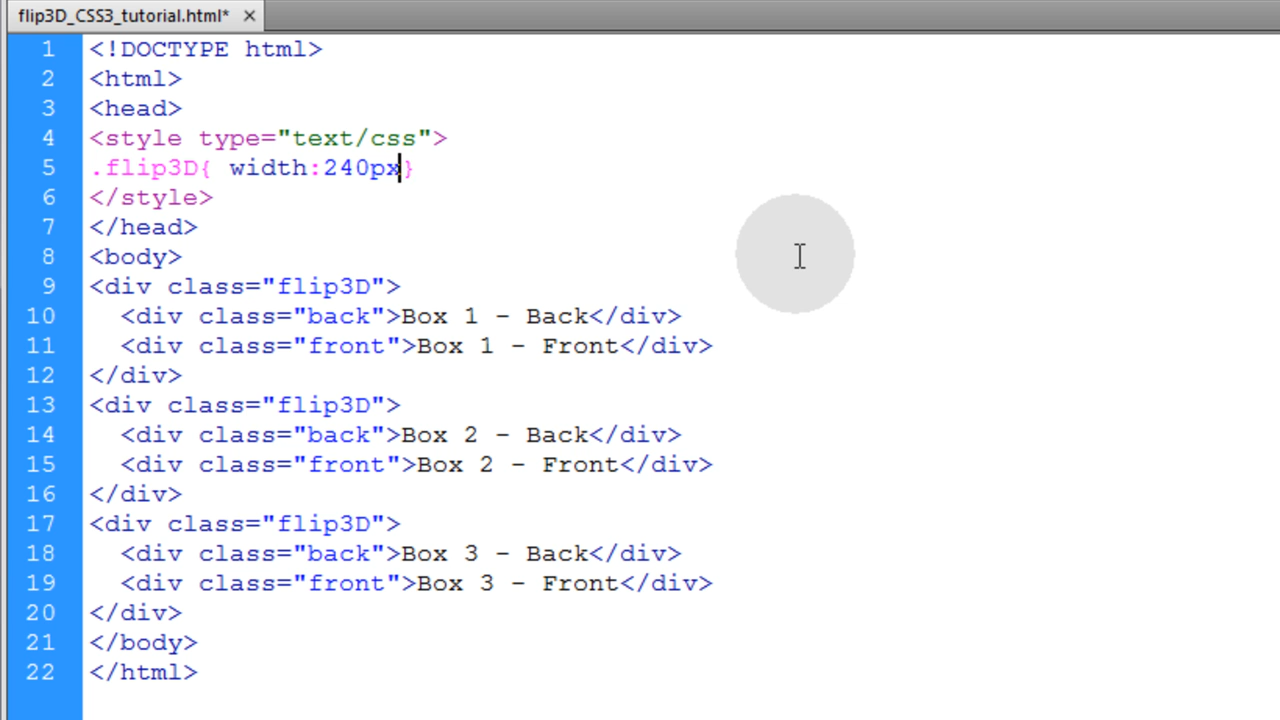 flip3D_CSS3_tutorial.html* ×
1 <!DOCTYPE html>
2 <html>
3 <head>
4 <style type="text/css">
5 .flip3D{ width:240px}
6 </style>
7 </head>
8 <body>
9 <div class="flip3D">
10   <div class="back">Box 1 - Back</div>
11   <div class="front">Box 1 - Front</div>
12 </div>
13 <div class="flip3D">
14   <div class="back">Box 2 - Back</div>
15   <div class="front">Box 2 - Front</div>
16 </div>
17 <div class="flip3D">
18   <div class="back">Box 3 - Back</div>
19   <div class="front">Box 3 - Front</div>
20 </div>
21 </body>
22 </html>